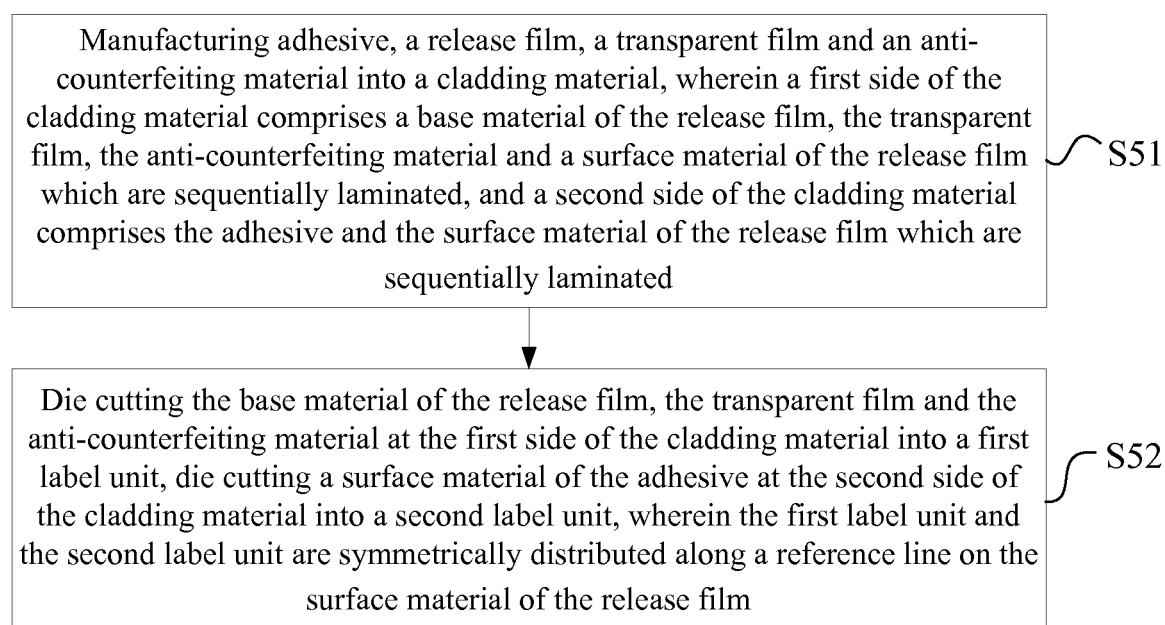 Manufacturing adhesive, a release film, a transparent film and an anti-
counterfeiting material into a cladding material, wherein a first side of the
cladding material comprises a base material of the release film, the transparent
film, the anti-counterfeiting material and a surface material of the release film
which are sequentially laminated, and a second side of the cladding material
comprises the adhesive and the surface material of the release film which are
sequentially laminated
S51
Die cutting the base material of the release film, the transparent film and the
anti-counterfeiting material at the first side of the cladding material into a first
label unit, die cutting a surface material of the adhesive at the second side of
the cladding material into a second label unit, wherein the first label unit and
the second label unit are symmetrically distributed along a reference line on the
surface material of the release film
S52